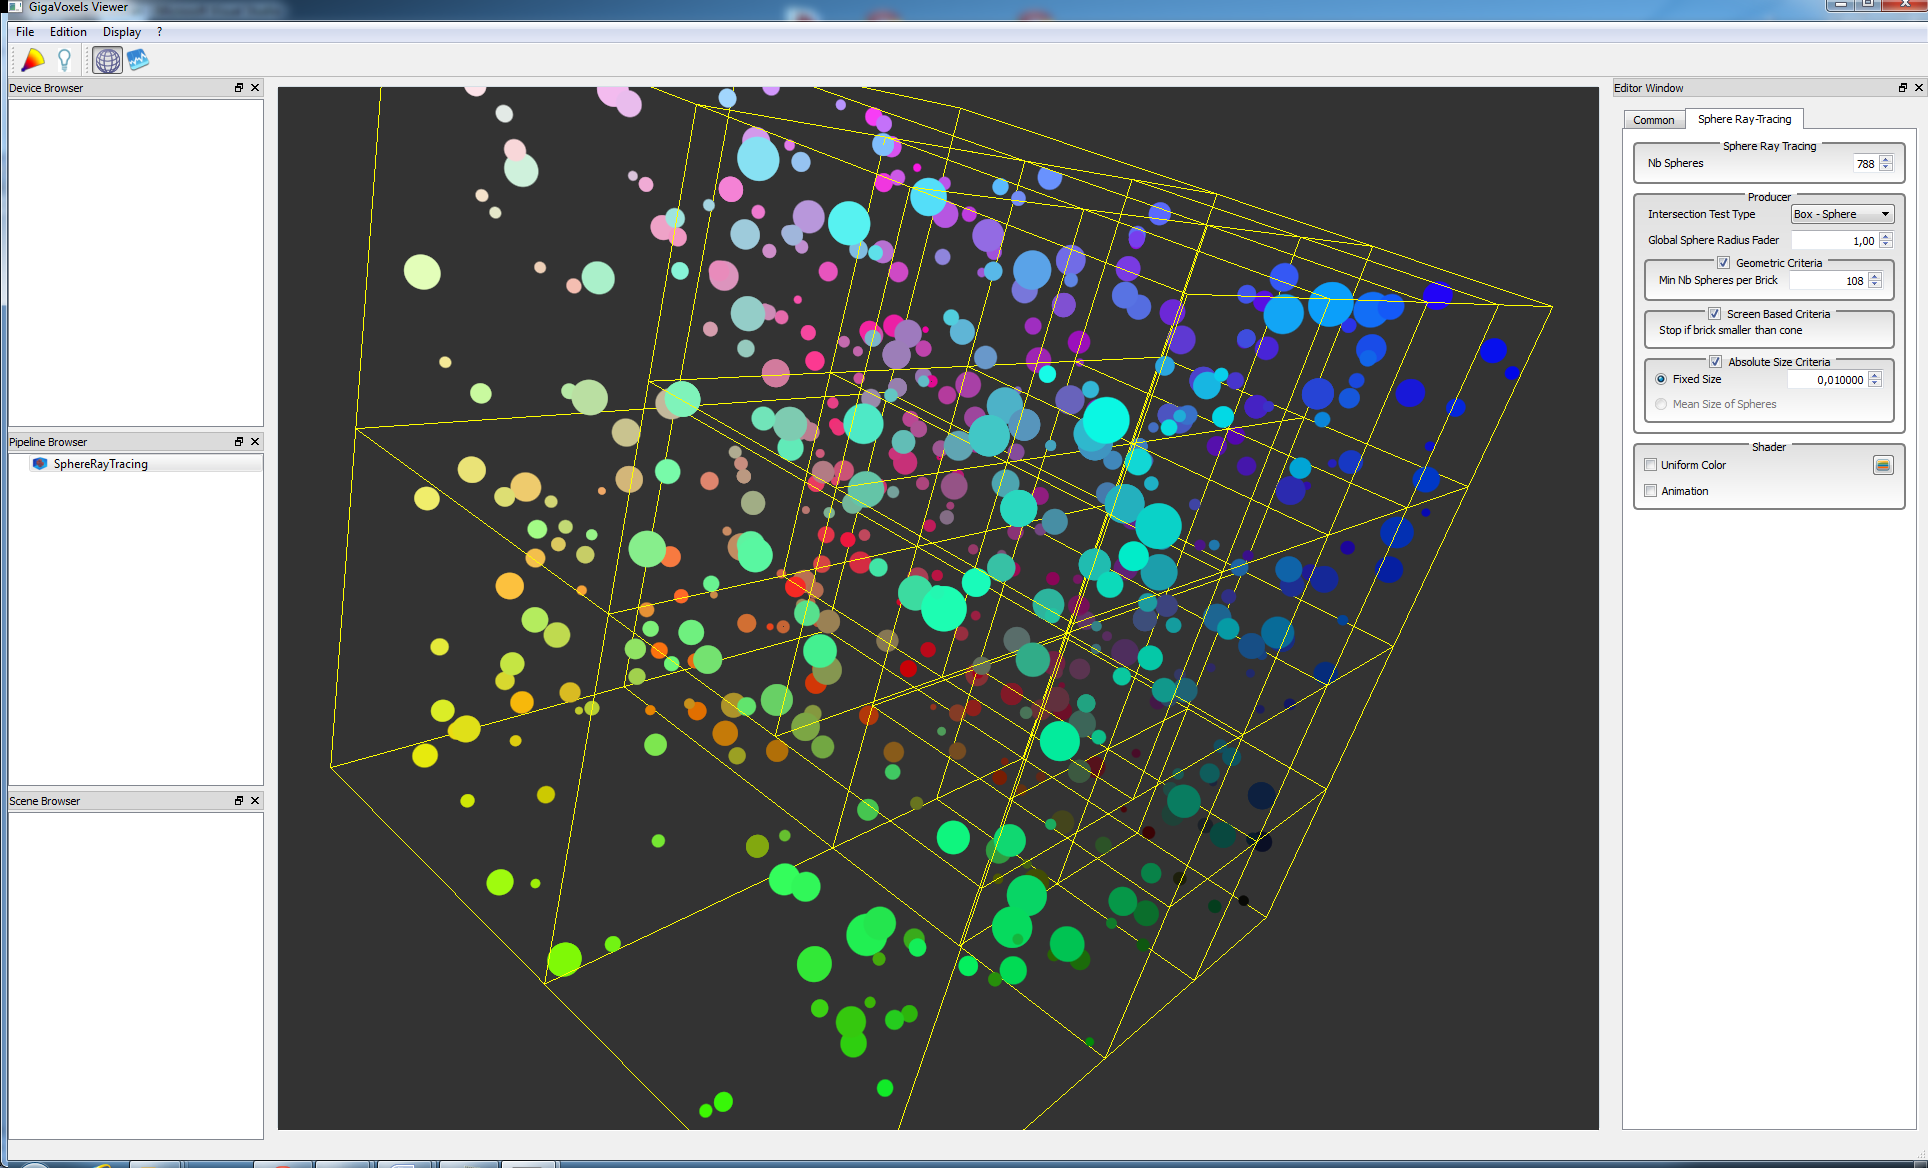 GigaVoxels Viewer
File Edition Display ?
Device Browser
Pipeline Browser
SphereRayTracing
Scene Browser
Editor Window
Common Sphere Ray-Tracing
Sphere Ray Tracing
Nb Spheres 788
Producer
Intersection Test Type Box - Sphere
Global Sphere Radius Fader 1,00
Geometric Criteria
Min Nb Spheres per Brick 108
Screen Based Criteria
Stop if brick smaller than cone
Absolute Size Criteria
Fixed Size 0,010000
Mean Size of Spheres
Shader
Uniform Color
Animation